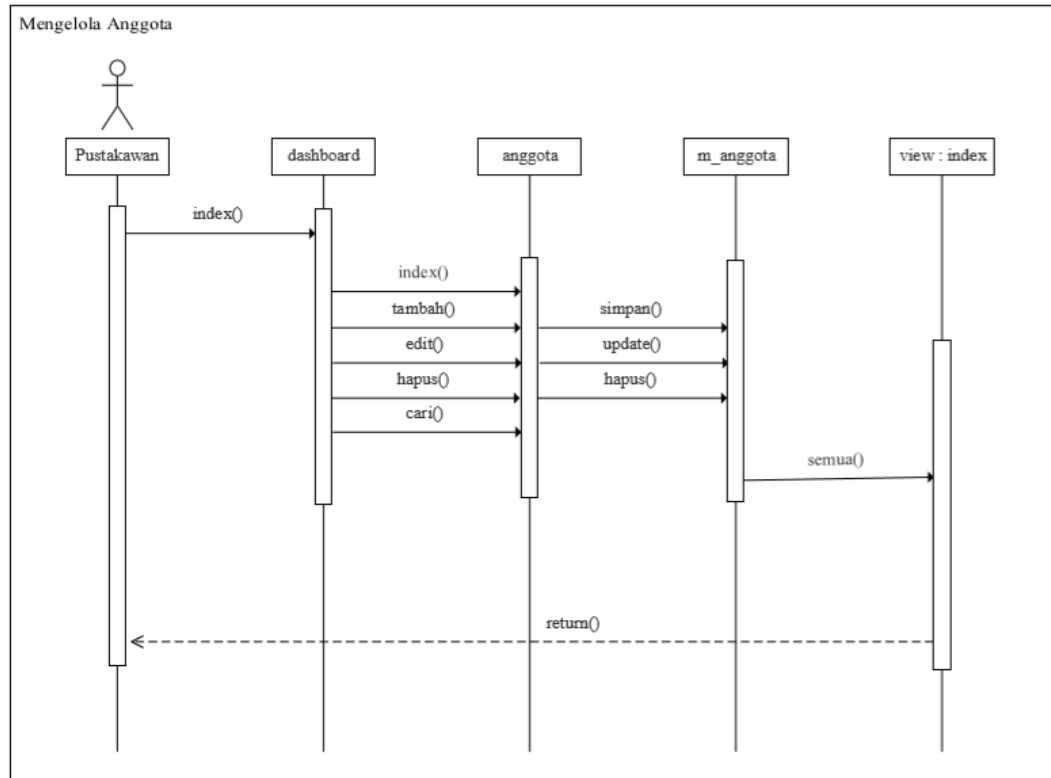 Mengelola Anggota
Pustakawan
dashboard
anggota
m_anggota
view : index
index()
index()
tambah()
simpan()
edit()
update()
hapus()
hapus()
cari()
semua()
return()